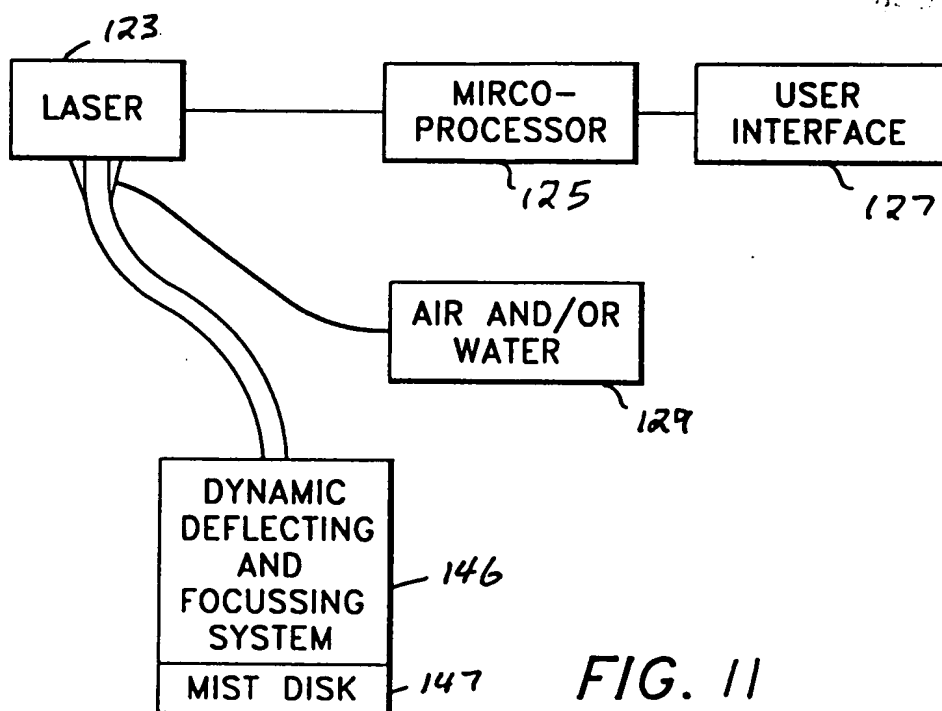 123
LASER
MIRCO-
PROCESSOR
125
USER
INTERFACE
127
AIR AND/OR
WATER
129
DYNAMIC
DEFLECTING
AND
FOCUSSING
SYSTEM
146
MIST DISK
147
FIG. 11